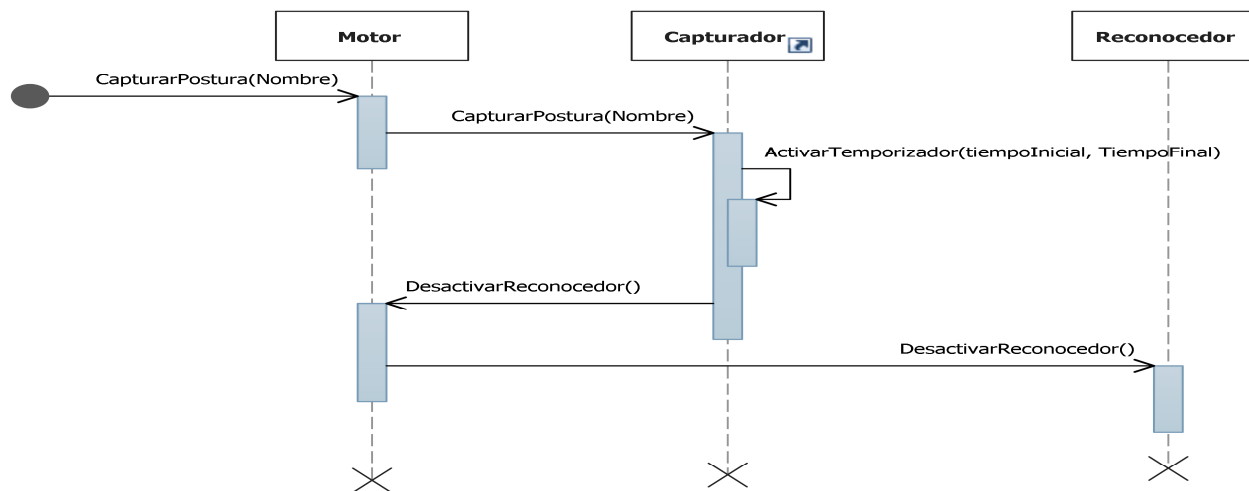 Motor
Capturador
Reconocedor
CapturarPostura(Nombre)
CapturarPostura(Nombre)
ActivarTemporizador(tiempoInicial, TiempoFinal)
DesactivarReconocedor()
DesactivarReconocedor()